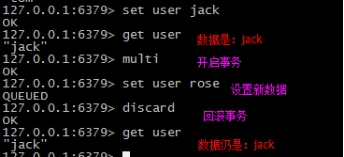 127.0.0.1:6379> set user jack
OK
127.0.0.1:6379> get user
"jack"
数据是：jack
127.0.0.1:6379> multi
开启事务
OK
127.0.0.1:6379> set user rose
设置新数据
QUEUED
127.0.0.1:6379> discard
OK
回滚事务
127.0.0.1:6379> get user
"jack"
数据仍是：jack
127.0.0.1:6379>